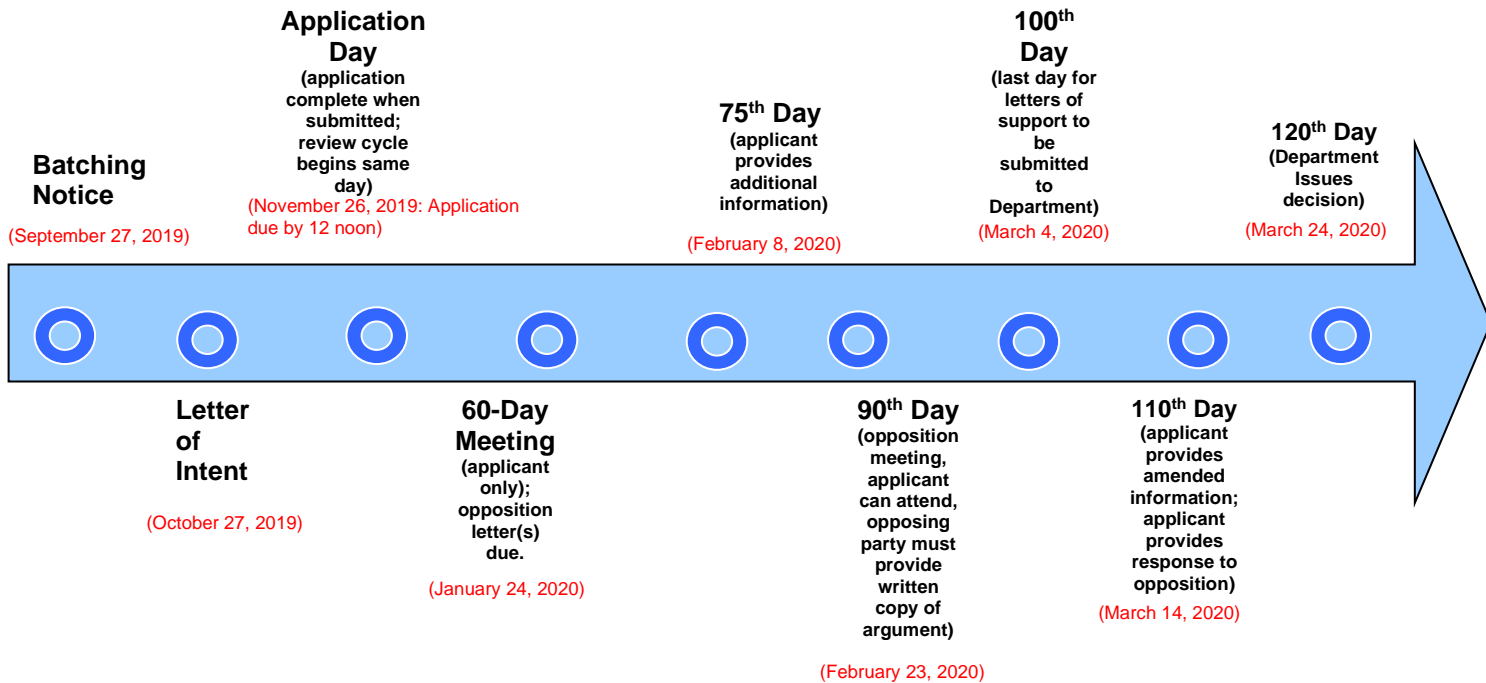 Batching
Notice
(September 27, 2019)
Letter
of
Intent
(October 27, 2019)
Application
Day
(application
complete when
submitted;
review cycle
begins same
day)
(November 26, 2019: Application
due by 12 noon)
60-Day
Meeting
(applicant
only);
opposition
letter(s)
due.
(January 24, 2020)
75th Day
(applicant
provides
additional
information)
(February 8, 2020)
90th Day
(opposition
meeting,
applicant
can attend,
opposing
party must
provide
written
copy of
argument)
(February 23, 2020)
100th
Day
(last day for
letters of
support to
be
submitted
to
Department)
(March 4, 2020)
110th Day
(applicant
provides
amended
information;
applicant
provides
response to
opposition)
(March 14, 2020)
120th Day
(Department
Issues
decision)
(March 24, 2020)